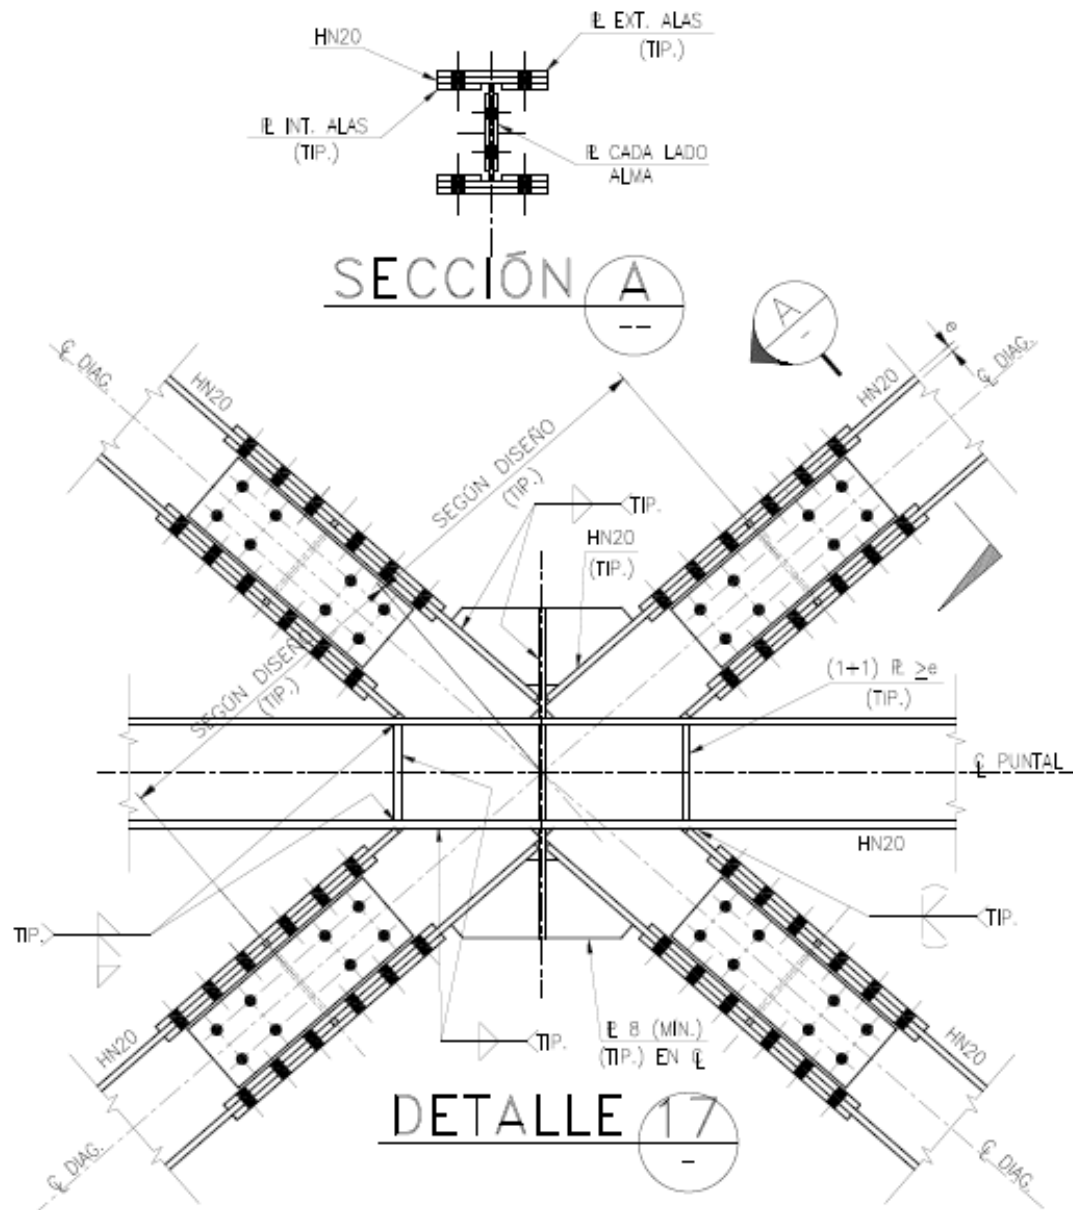 HN20
PL EXT. ALAS
(TIP.)
PL INT. ALAS
(TIP.)
PL CADA LADO
ALMA
SECCIÓN A
--
A
-
e
CL DIAG.
HN20
HN20
CL DIAG.
SEGÚN DISEÑO
(TIP.)
TIP.
HN20
(TIP.)
SEGÚN DISEÑO
(TIP.)
(1+1) PL ≥e
(TIP.)
CL PUNTAL
HN20
TIP.
TIP.
HN20
TIP.
PL 8 (MÍN.)
(TIP.) EN CL
HN20
DETALLE 17
-
CL DIAG.
CL DIAG.